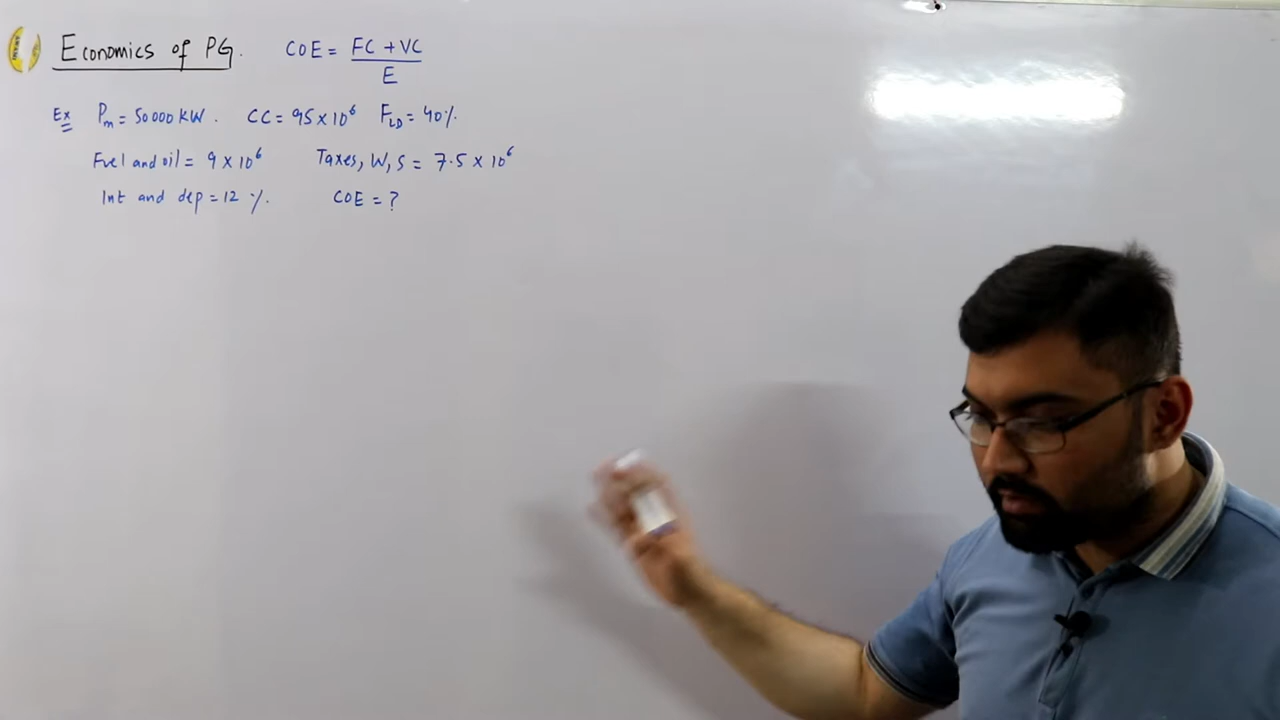 Economics of PG. COE = FC + VC / E
Ex Pm = 50000 KW. CC = 95 x 10^6 F_LD = 40%.
Fuel and oil = 9 x 10^6 Taxes, W, S = 7.5 x 10^6
Int and dep = 12 %. COE = ?